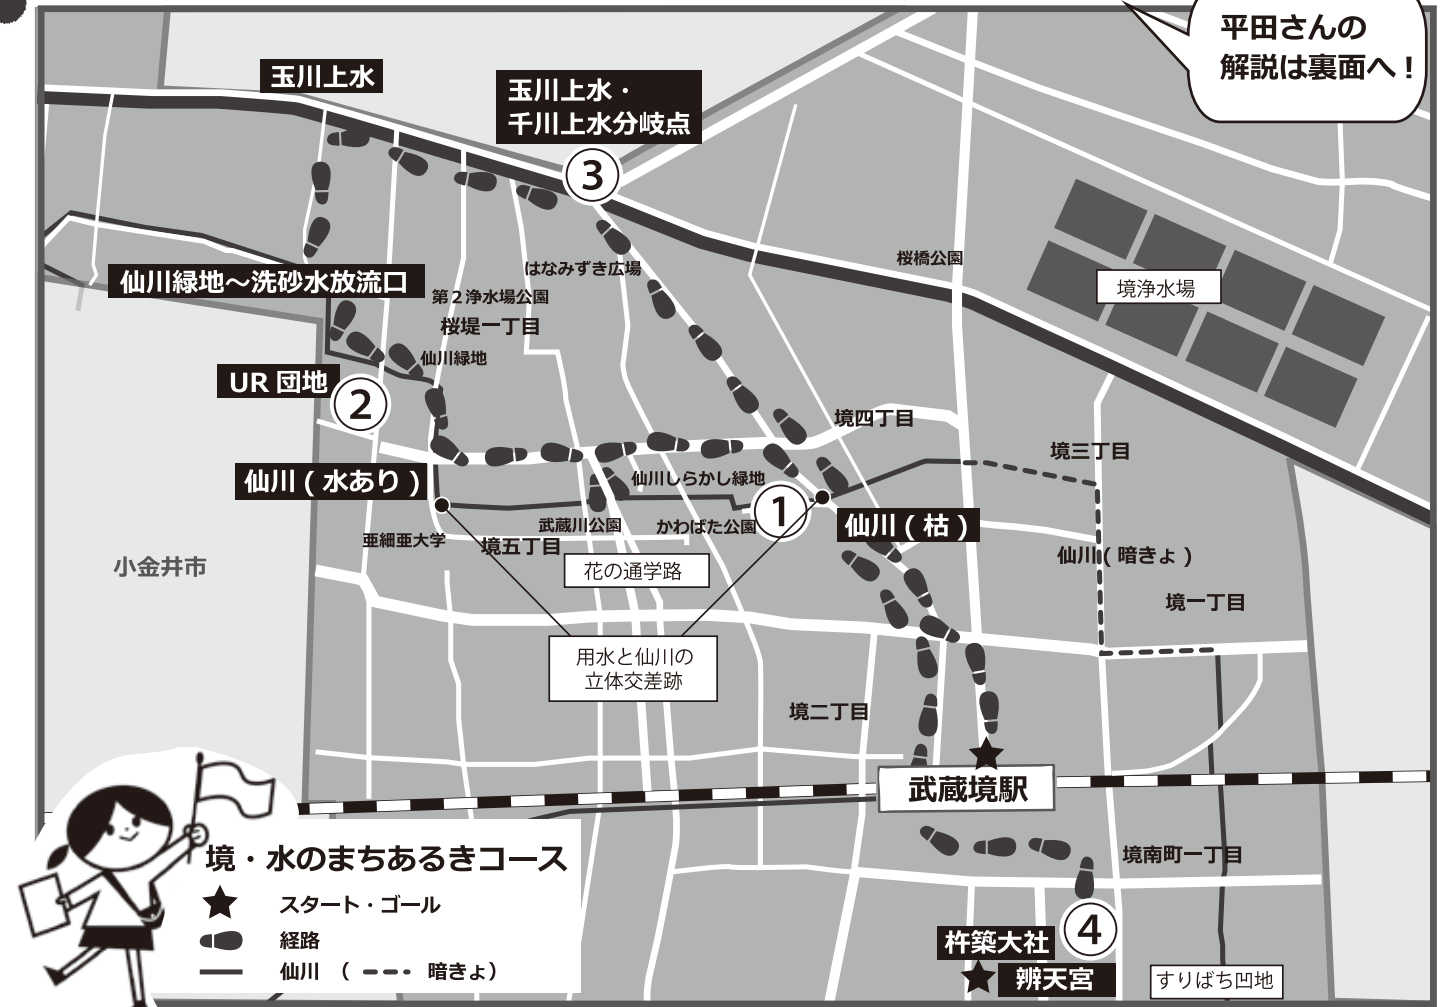 平田さんの
解説は裏面へ！
玉川上水
玉川上水・
千川上水分岐点
③
はなみずき広場
桜橋公園
境浄水場
仙川緑地～洗砂水放流口
第２浄水場公園
桜堤一丁目
仙川緑地
UR 団地
②
境四丁目
境三丁目
仙川 ( 水あり )
仙川しらかし緑地
①
武蔵川公園
かわばた公園
仙川 ( 枯 )
亜細亜大学
境五丁目
花の通学路
仙川 ( 暗きょ )
小金井市
境一丁目
用水と仙川の
立体交差跡
境二丁目
武蔵境駅
境南町一丁目
④
杵築大社
辨天宮
すりばち凹地
境・水のまちあるきコース
スタート・ゴール
経路
仙川 （ 暗きょ）